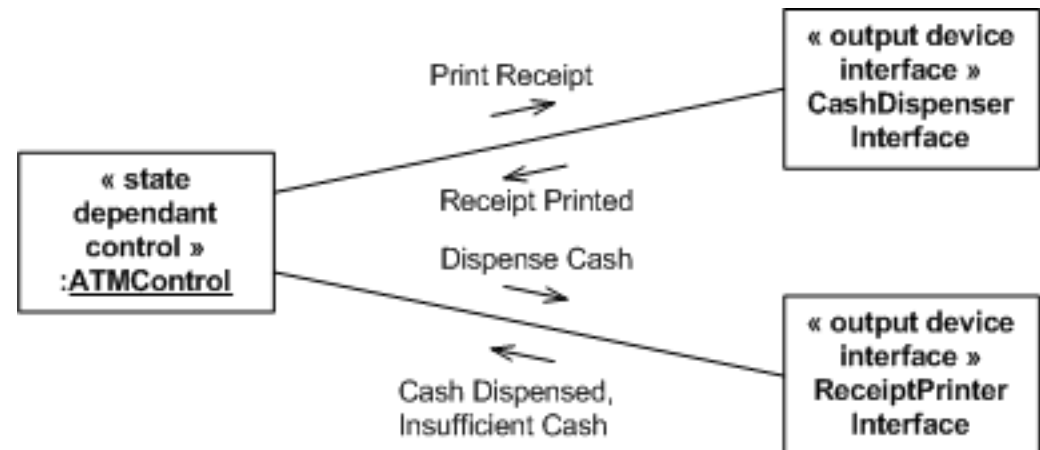 Print Receipt
« output device
interface »
CashDispenser
Interface
« state
dependant
control »
:ATMControl
Receipt Printed
Dispense Cash
« output device
interface »
ReceiptPrinter
Interface
Cash Dispensed,
Insufficient Cash